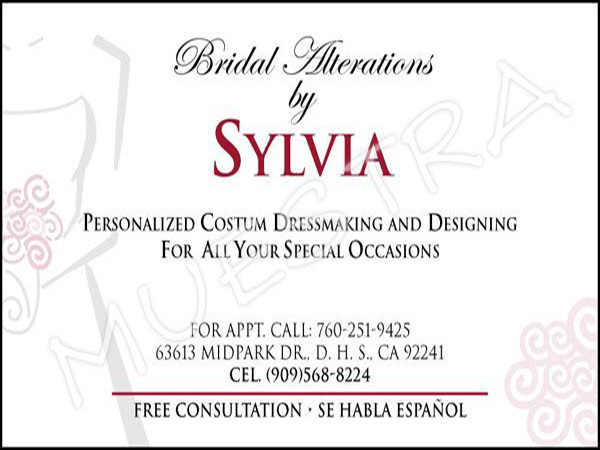 Bridal Alterations
by
SYLVIA
PERSONALIZED COSTUM DRESSMAKING AND DESIGNING
FOR ALL YOUR SPECIAL OCCASIONS
FOR APPT. CALL: 760-251-9425
63613 MIDPARK DR., D. H. S., CA 92241
CEL. (909)568-8224
FREE CONSULTATION · SE HABLA ESPAÑOL
MUESTRA